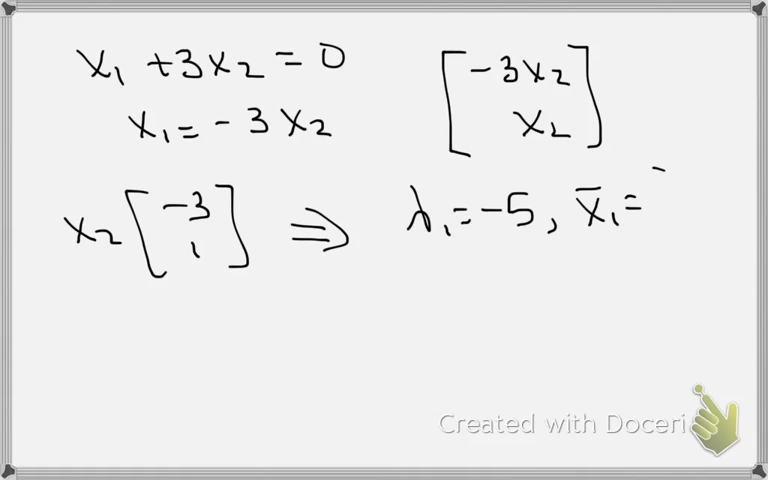 x₁ + 3x₂ = 0
x₁ = -3x₂
[-3x₂
x₂]
x₂ [-3
1] ⇒ λ₁ = -5, x̄₁ =
Created with Doceri